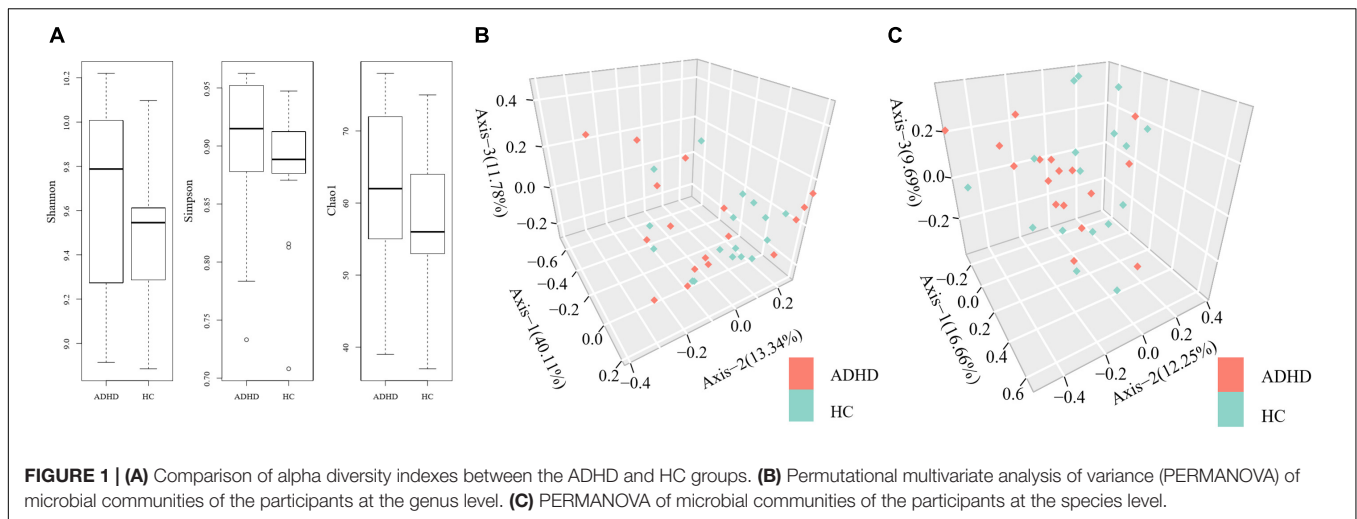 A
B
C
Shannon
10.2
10.0
9.8
9.6
9.4
9.2
9.0
ADHD
HC
Simpson
0.95
0.90
0.85
0.80
0.75
0.70
ADHD
HC
Chao1
70
60
50
40
ADHD
HC
Axis−3(11.78%)
0.4
0.2
0.0
−0.2
Axis−1(40.11%)
−0.6
−0.4
−0.2
0.0
0.2
Axis−2(13.34%)
−0.4
−0.2
0.0
0.2
ADHD
HC
Axis−3(9.69%)
0.2
0.0
−0.2
Axis−1(16.66%)
−0.2
0.0
0.2
0.4
0.6
Axis−2(12.25%)
−0.4
−0.2
0.0
0.2
0.4
ADHD
HC
FIGURE 1 | (A) Comparison of alpha diversity indexes between the ADHD and HC groups. (B) Permutational multivariate analysis of variance (PERMANOVA) of
microbial communities of the participants at the genus level. (C) PERMANOVA of microbial communities of the participants at the species level.